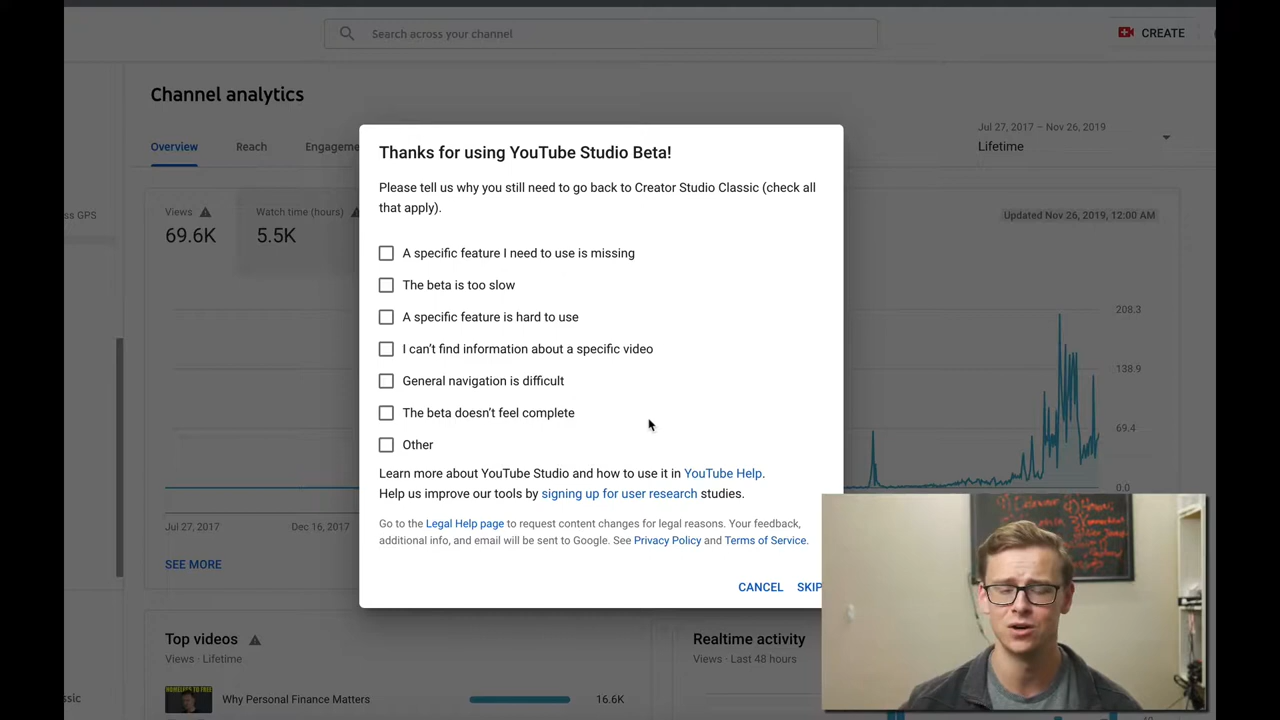 Search across your channel
CREATE
Channel analytics
Jul 27, 2017 – Nov 26, 2019
Lifetime
Overview
Reach
Engageme
Thanks for using YouTube Studio Beta!
Please tell us why you still need to go back to Creator Studio Classic (check all
that apply).
ss GPS
Views
Watch time (hours)
Updated Nov 26, 2019, 12:00 AM
69.6K
5.5K
A specific feature I need to use is missing
The beta is too slow
A specific feature is hard to use
I can't find information about a specific video
General navigation is difficult
The beta doesn't feel complete
Other
208.3
138.9
69.4
0.0
Learn more about YouTube Studio and how to use it in YouTube Help.
Help us improve our tools by signing up for user research studies.
Jul 27, 2017
Dec 16, 2017
Go to the Legal Help page to request content changes for legal reasons. Your feedback,
additional info, and email will be sent to Google. See Privacy Policy and Terms of Service.
SEE MORE
CANCEL
SKIP
Top videos
Views · Lifetime
Realtime activity
Views · Last 48 hours
HOMELESS TO FREE
Why Personal Finance Matters
16.6K
ssic